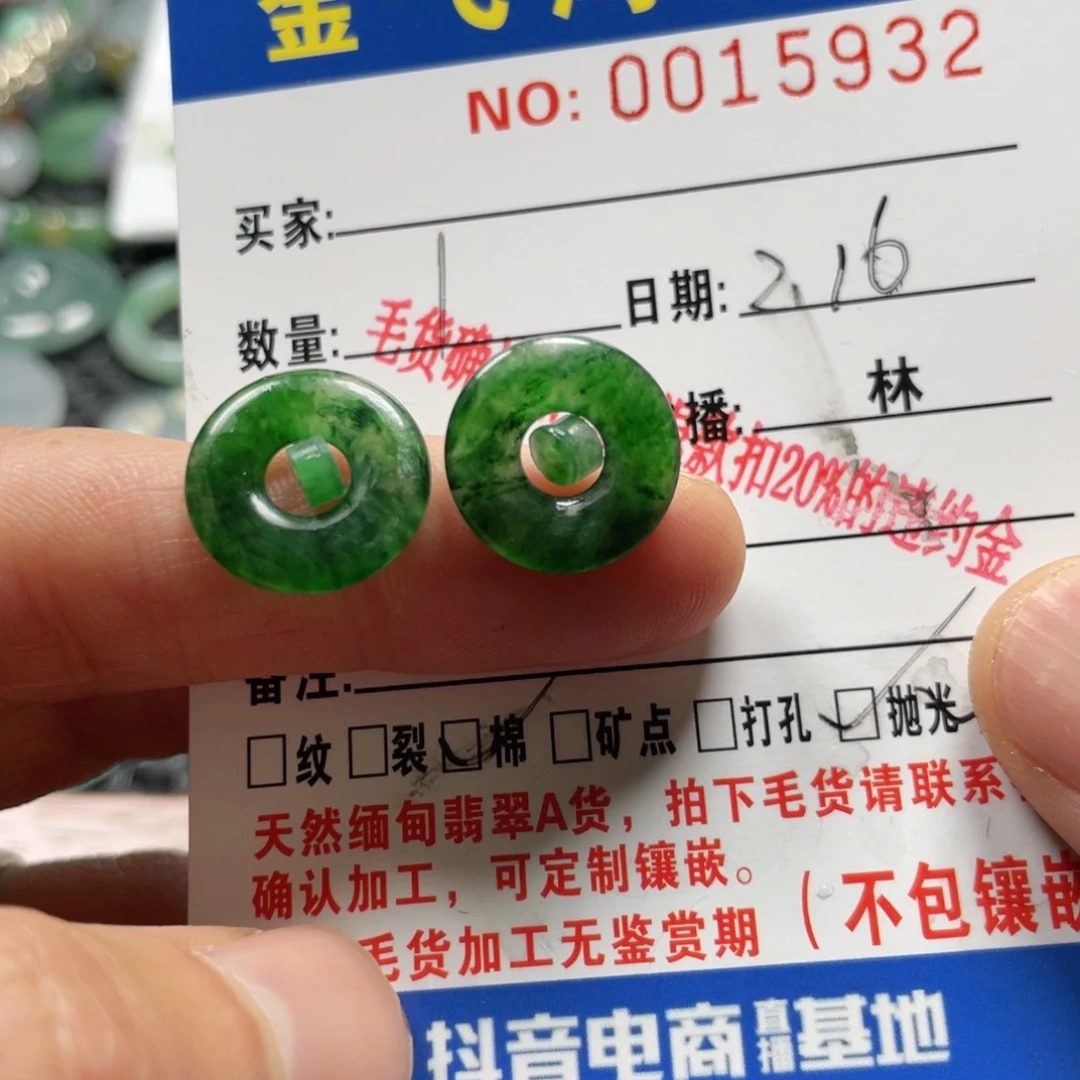 NO: 0015932
买家:
数量: 1 日期: 2.16
毛货确
播: 林
款扣20%的违约金
备注:
□纹□裂□棉□矿点□打孔□抛光
天然缅甸翡翠A货，拍下毛货请联系
确认加工，可定制镶嵌。
毛货加工无鉴赏期（不包镶嵌
抖音电商直播基地